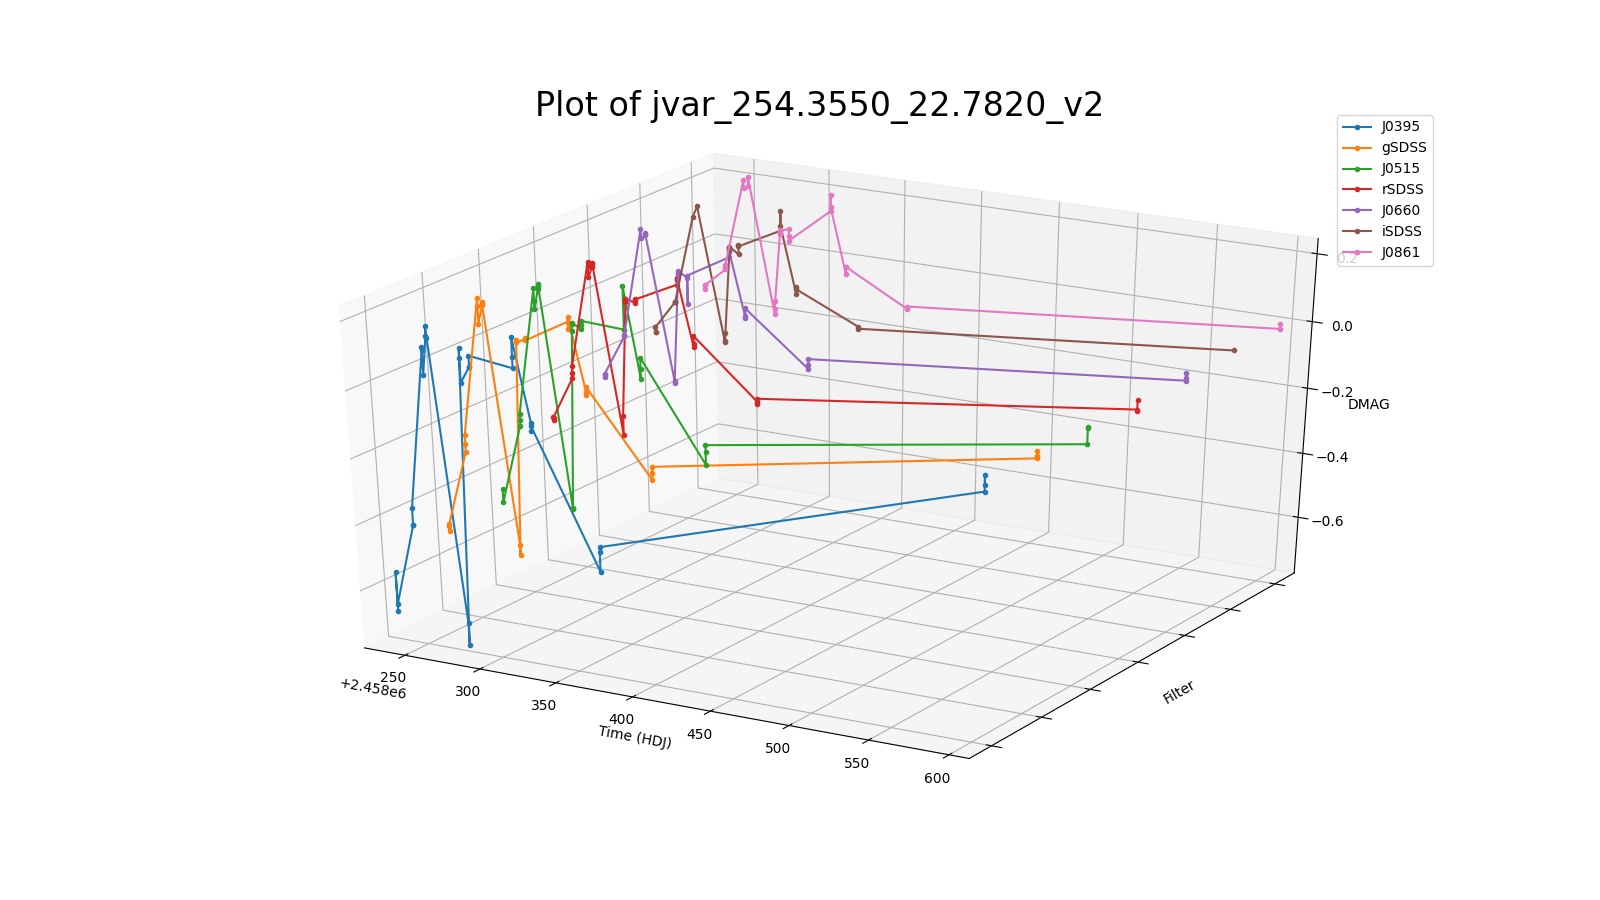 Plot of jvar_254.3550_22.7820_v2
J0395
gSDSS
J0515
rSDSS
J0660
iSDSS
J0861
0.2
0.0
−0.2
DMAG
−0.4
−0.6
250
+2.458e6
300
350
400
450
500
550
600
Time (HDJ)
Filter